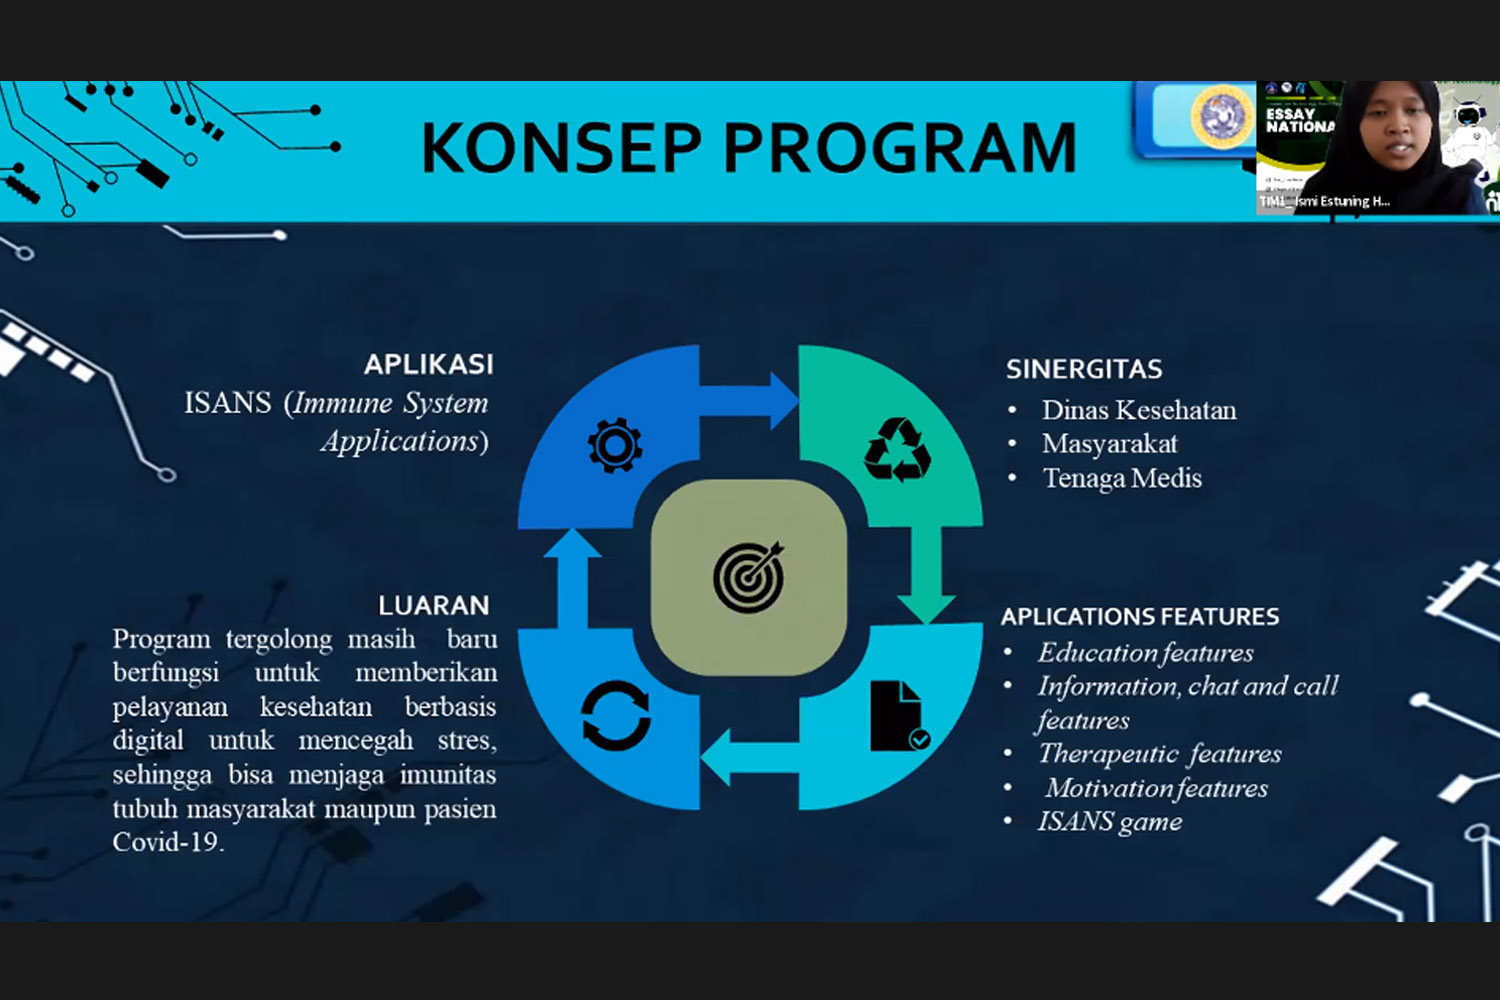 KONSEP PROGRAM
ESSAY
NATIONA
TIM1_ Ismi Estuning H...
APLIKASI
ISANS (Immune System
Applications)
SINERGITAS
• Dinas Kesehatan
• Masyarakat
• Tenaga Medis
LUARAN
Program tergolong masih baru
berfungsi untuk memberikan
pelayanan kesehatan berbasis
digital untuk mencegah stres,
sehingga bisa menjaga imunitas
tubuh masyarakat maupun pasien
Covid-19.
APLICATIONS FEATURES
• Education features
• Information, chat and call
features
• Therapeutic features
• Motivation features
• ISANS game